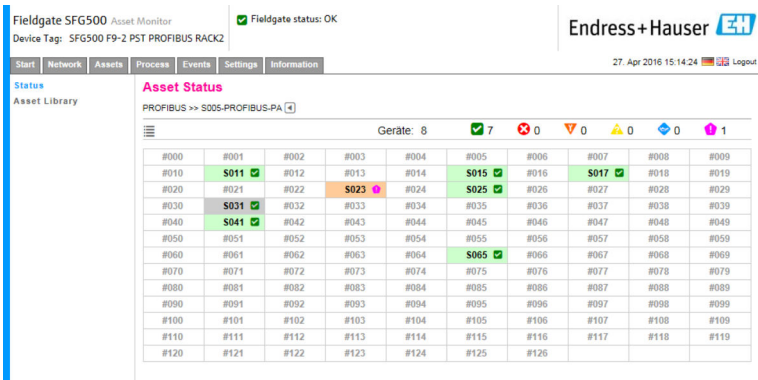 Fieldgate SFG500 Asset Monitor
Device Tag: SFG500 F9-2 PST PROFIBUS RACK2
Fieldgate status: OK
Endress+Hauser EH
Start Network Assets Process Events Settings Information
27. Apr 2016 15:14:24 Logout
Status
Asset Library
Asset Status
PROFIBUS >> S005-PROFIBUS-PA
Geräte: 8 7 0 0 0 0 1
#000 #001 #002 #003 #004 #005 #006 #007 #008 #009
#010 S011 #012 #013 #014 S015 #016 S017 #018 #019
#020 #021 #022 S023 #024 S025 #026 #027 #028 #029
#030 S031 #032 #033 #034 #035 #036 #037 #038 #039
#040 S041 #042 #043 #044 #045 #046 #047 #048 #049
#050 #051 #052 #053 #054 #055 #056 #057 #058 #059
#060 #061 #062 #063 #064 S065 #066 #067 #068 #069
#070 #071 #072 #073 #074 #075 #076 #077 #078 #079
#080 #081 #082 #083 #084 #085 #086 #087 #088 #089
#090 #091 #092 #093 #094 #095 #096 #097 #098 #099
#100 #101 #102 #103 #104 #105 #106 #107 #108 #109
#110 #111 #112 #113 #114 #115 #116 #117 #118 #119
#120 #121 #122 #123 #124 #125 #126